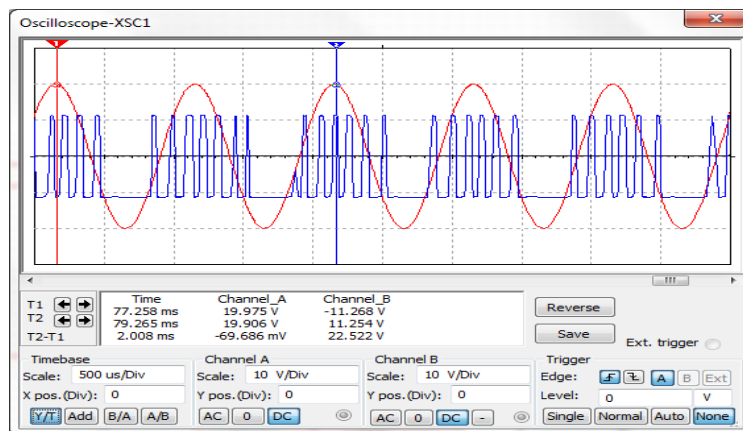 Oscilloscope-XSC1
1 2
T1 Time Channel_A Channel_B
T2 77.258 ms 19.975 V -11.268 V
79.265 ms 19.906 V 11.254 V
T2-T1 2.008 ms -69.686 mV 22.522 V
Reverse
Save
Ext. trigger
Timebase
Scale: 500 us/Div
X pos.(Div): 0
Y/T Add B/A A/B
Channel A
Scale: 10 V/Div
Y pos.(Div): 0
AC 0 DC
Channel B
Scale: 10 V/Div
Y pos.(Div): 0
AC 0 DC -
Trigger
Edge: A B Ext
Level: 0 V
Single Normal Auto None